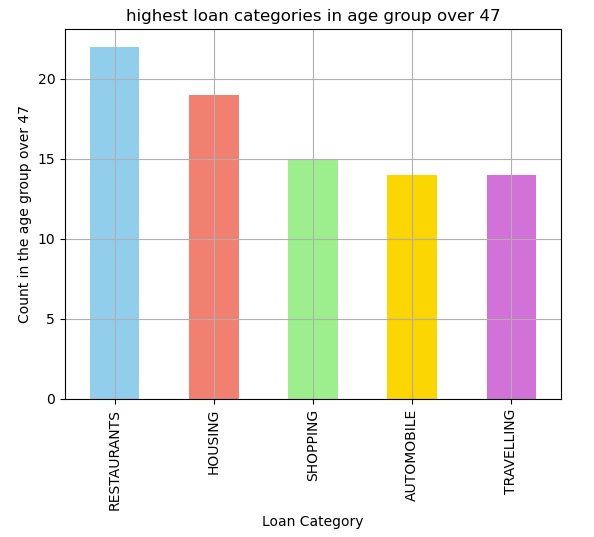 highest loan categories in age group over 47
Count in the age group over 47
20
15
10
5
0
RESTAURANTS
HOUSING
SHOPPING
AUTOMOBILE
TRAVELLING
Loan Category